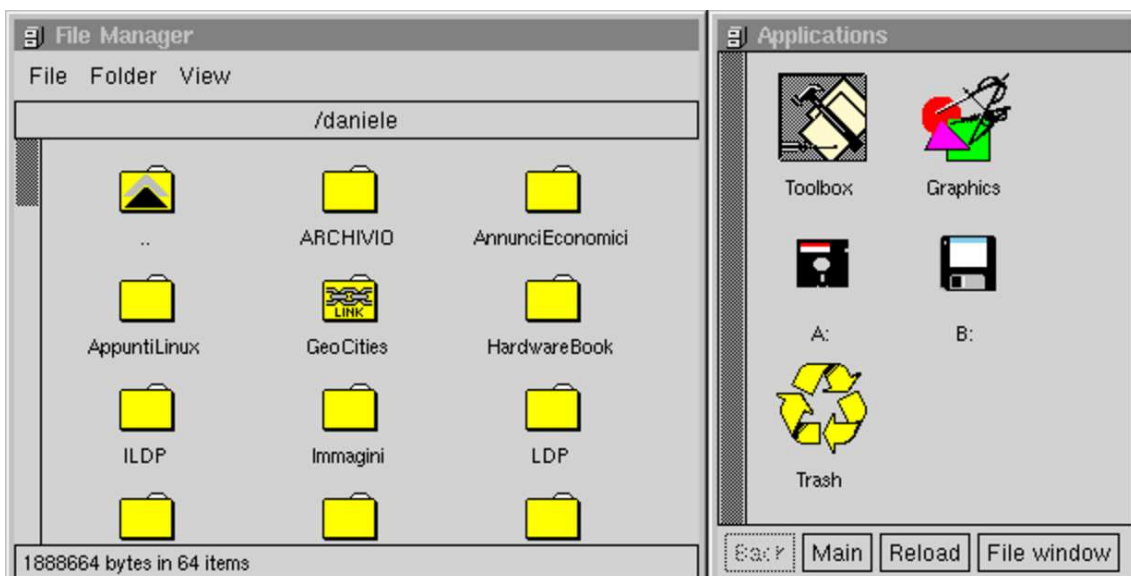 File Manager
File Folder View
/daniele
..
ARCHIVIO
AnnunciEconomici
AppuntiLinux
LINK
GeoCities
HardwareBook
ILDP
Immagini
LDP
1888664 bytes in 64 items
Applications
Toolbox
Graphics
A:
B:
Trash
Back Main Reload File window